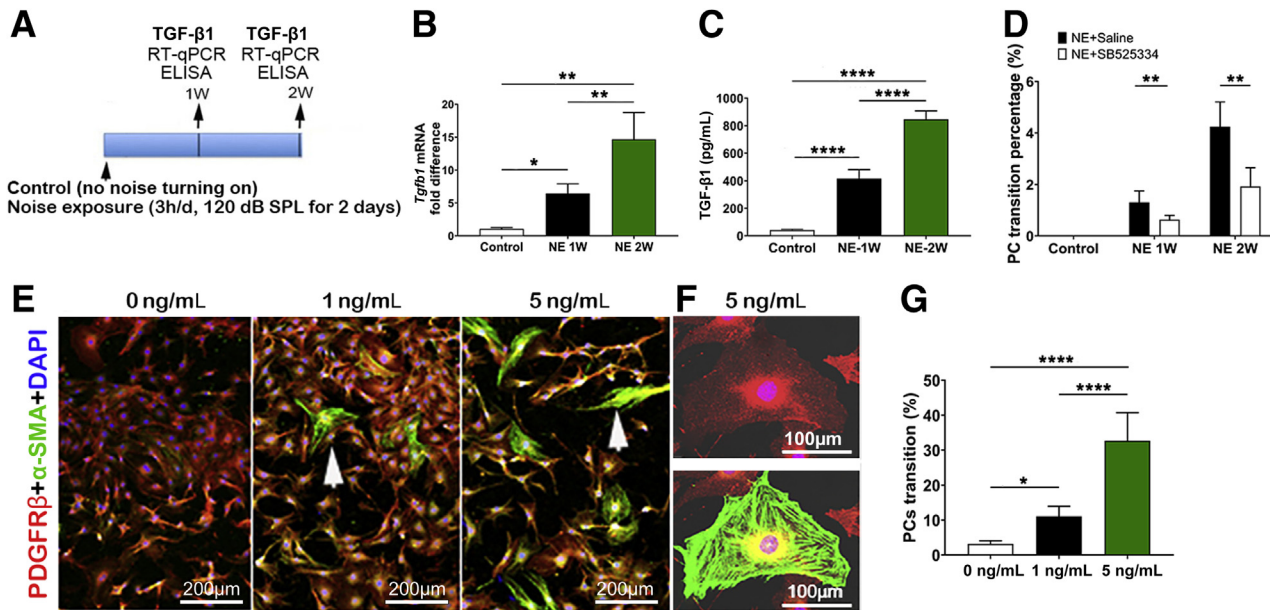 A
TGF-β1 TGF-β1
RT-qPCR RT-qPCR
ELISA ELISA
1W 2W
Control (no noise turning on)
Noise exposure (3h/d, 120 dB SPL for 2 days)
B
Tgfb1 mRNA
fold difference
20
15
10
5
0
**
**
*
Control NE 1W NE 2W
C
TGF-β1 (pg/mL)
1000
800
600
400
200
0
****
****
****
Control NE-1W NE-2W
D
NE+Saline
NE+SB525334
PC transition percentage (%)
6
4
2
0
** **
NE 1W NE 2W
E
PDGFRβ+α-SMA+DAPI
0 ng/mL 1 ng/mL 5 ng/mL
200μm 200μm 200μm
F
5 ng/mL
100μm
100μm
G
PCs transition (%)
50
40
30
20
10
0
****
****
*
0 ng/mL 1 ng/mL 5 ng/mL